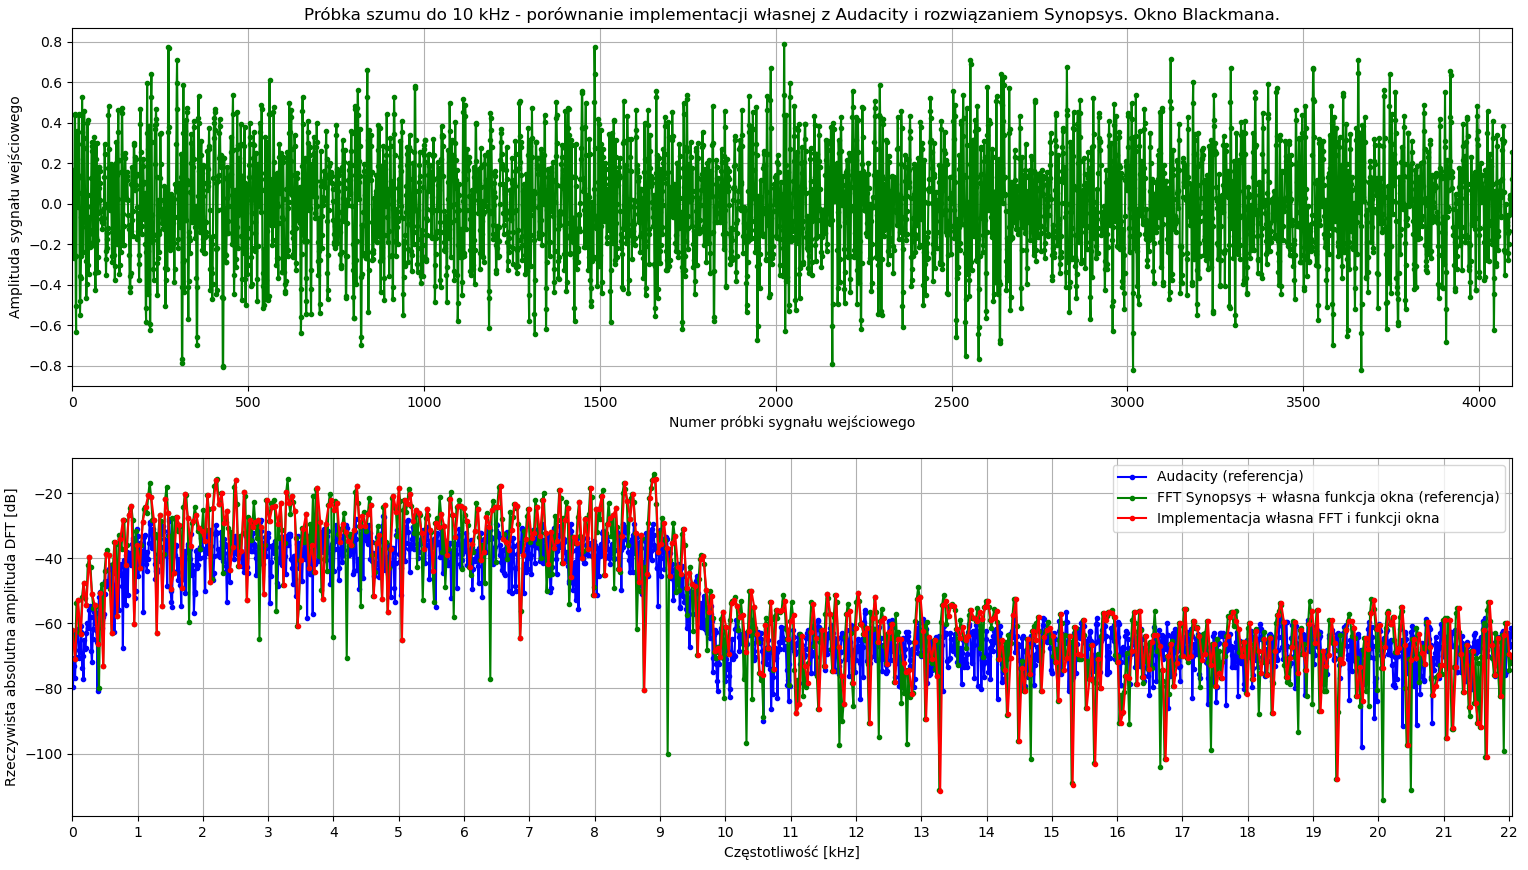 Próbka szumu do 10 kHz - porównanie implementacji własnej z Audacity i rozwiązaniem Synopsys. Okno Blackmana.
Amplituda sygnału wejściowego
0.8
0.6
0.4
0.2
0.0
−0.2
−0.4
−0.6
−0.8
0 500 1000 1500 2000 2500 3000 3500 4000
Numer próbki sygnału wejściowego
Rzeczywista absolutna amplituda DFT [dB]
−20
−40
−60
−80
−100
Audacity (referencja)
FFT Synopsys + własna funkcja okna (referencja)
Implementacja własna FFT i funkcji okna
0 1 2 3 4 5 6 7 8 9 10 11 12 13 14 15 16 17 18 19 20 21 22
Częstotliwość [kHz]